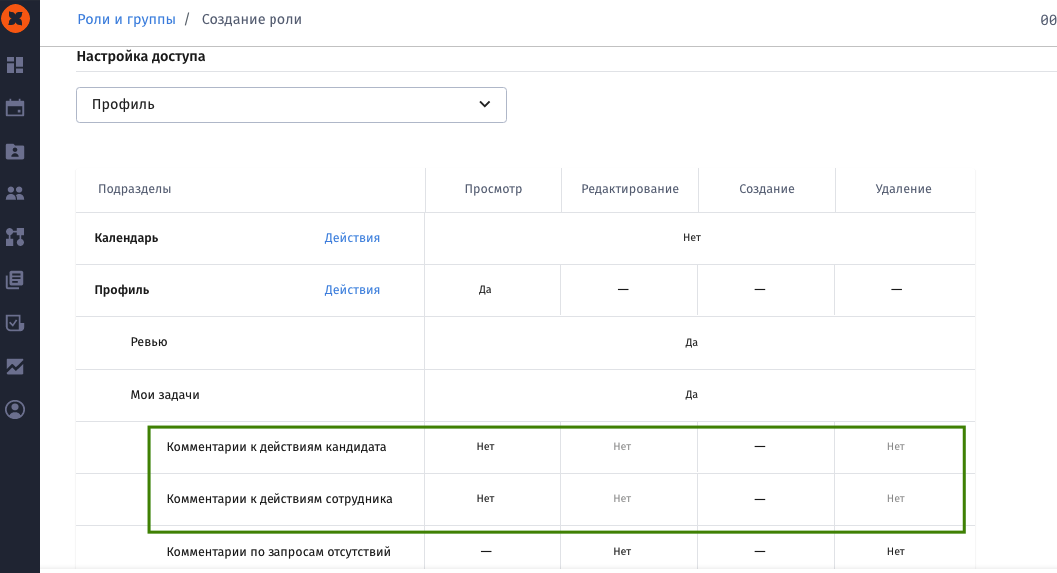 Роли и группы / Создание роли
00
Настройка доступа
Профиль
Подразделы Просмотр Редактирование Создание Удаление
Календарь Действия Нет
Профиль Действия Да — — —
Ревью Да
Мои задачи Да
Комментарии к действиям кандидата Нет Нет — Нет
Комментарии к действиям сотрудника Нет Нет — Нет
Комментарии по запросам отсутствий — Нет — Нет